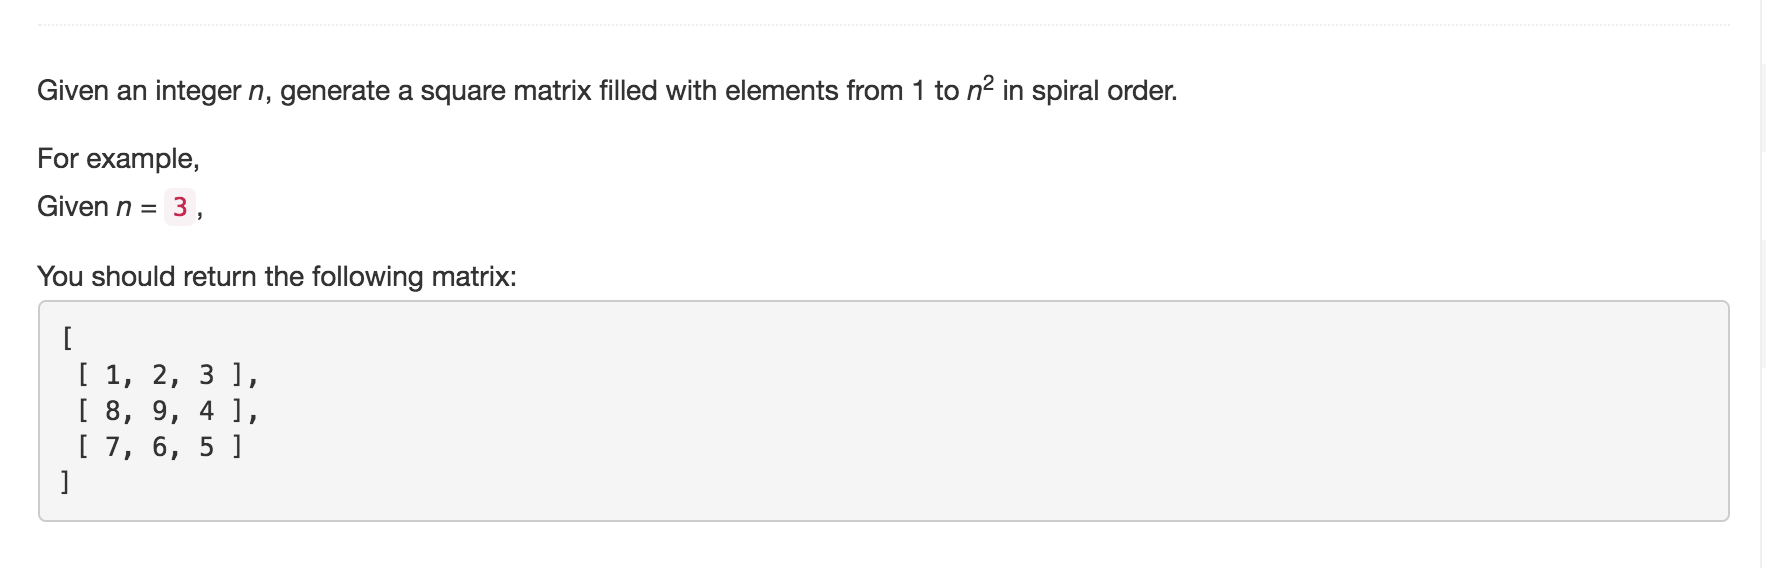 Given an integer n, generate a square matrix filled with elements from 1 to n² in spiral order.
For example,
Given n = 3 ,
You should return the following matrix:
[
 [ 1, 2, 3 ],
 [ 8, 9, 4 ],
 [ 7, 6, 5 ]
]